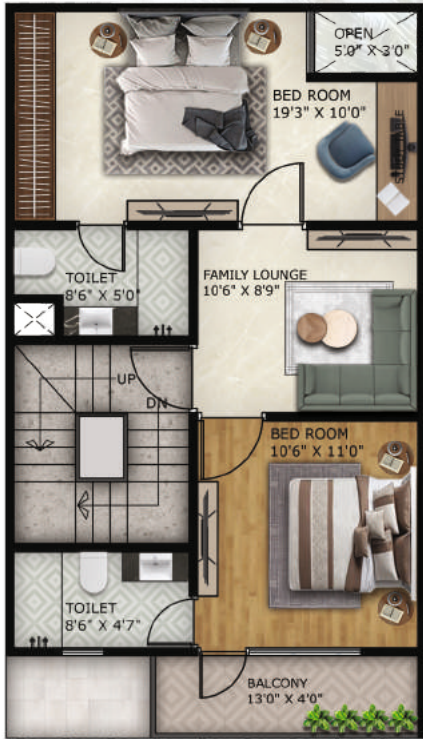 OPEN
5'.0" X 3'0"
BED ROOM
19'3" X 10'0"
STUDY TABLE
TOILET
8'6" X 5'0"
FAMILY LOUNGE
10'6" X 8'9"
UP
DN
BED ROOM
10'6" X 11'0"
TOILET
8'6" X 4'7"
BALCONY
13'0" X 4'0"